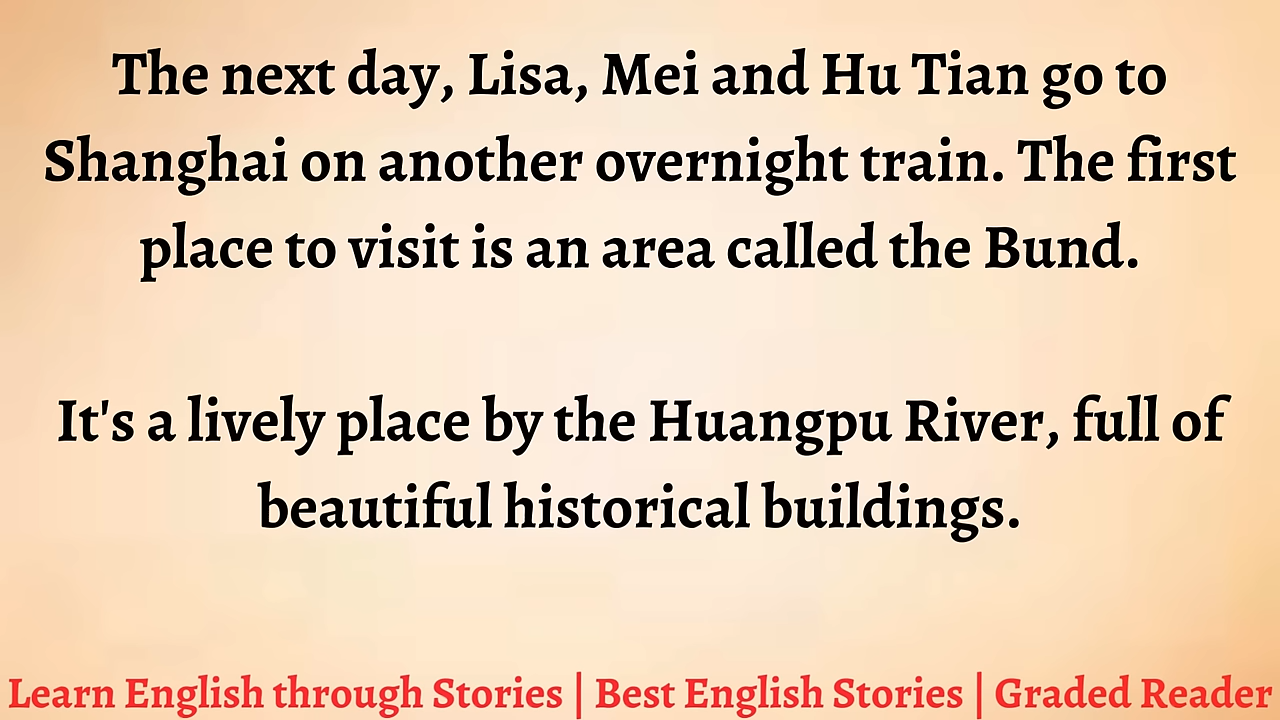 The next day, Lisa, Mei and Hu Tian go to
Shanghai on another overnight train. The first
place to visit is an area called the Bund.
It's a lively place by the Huangpu River, full of
beautiful historical buildings.
Learn English through Stories | Best English Stories | Graded Reader